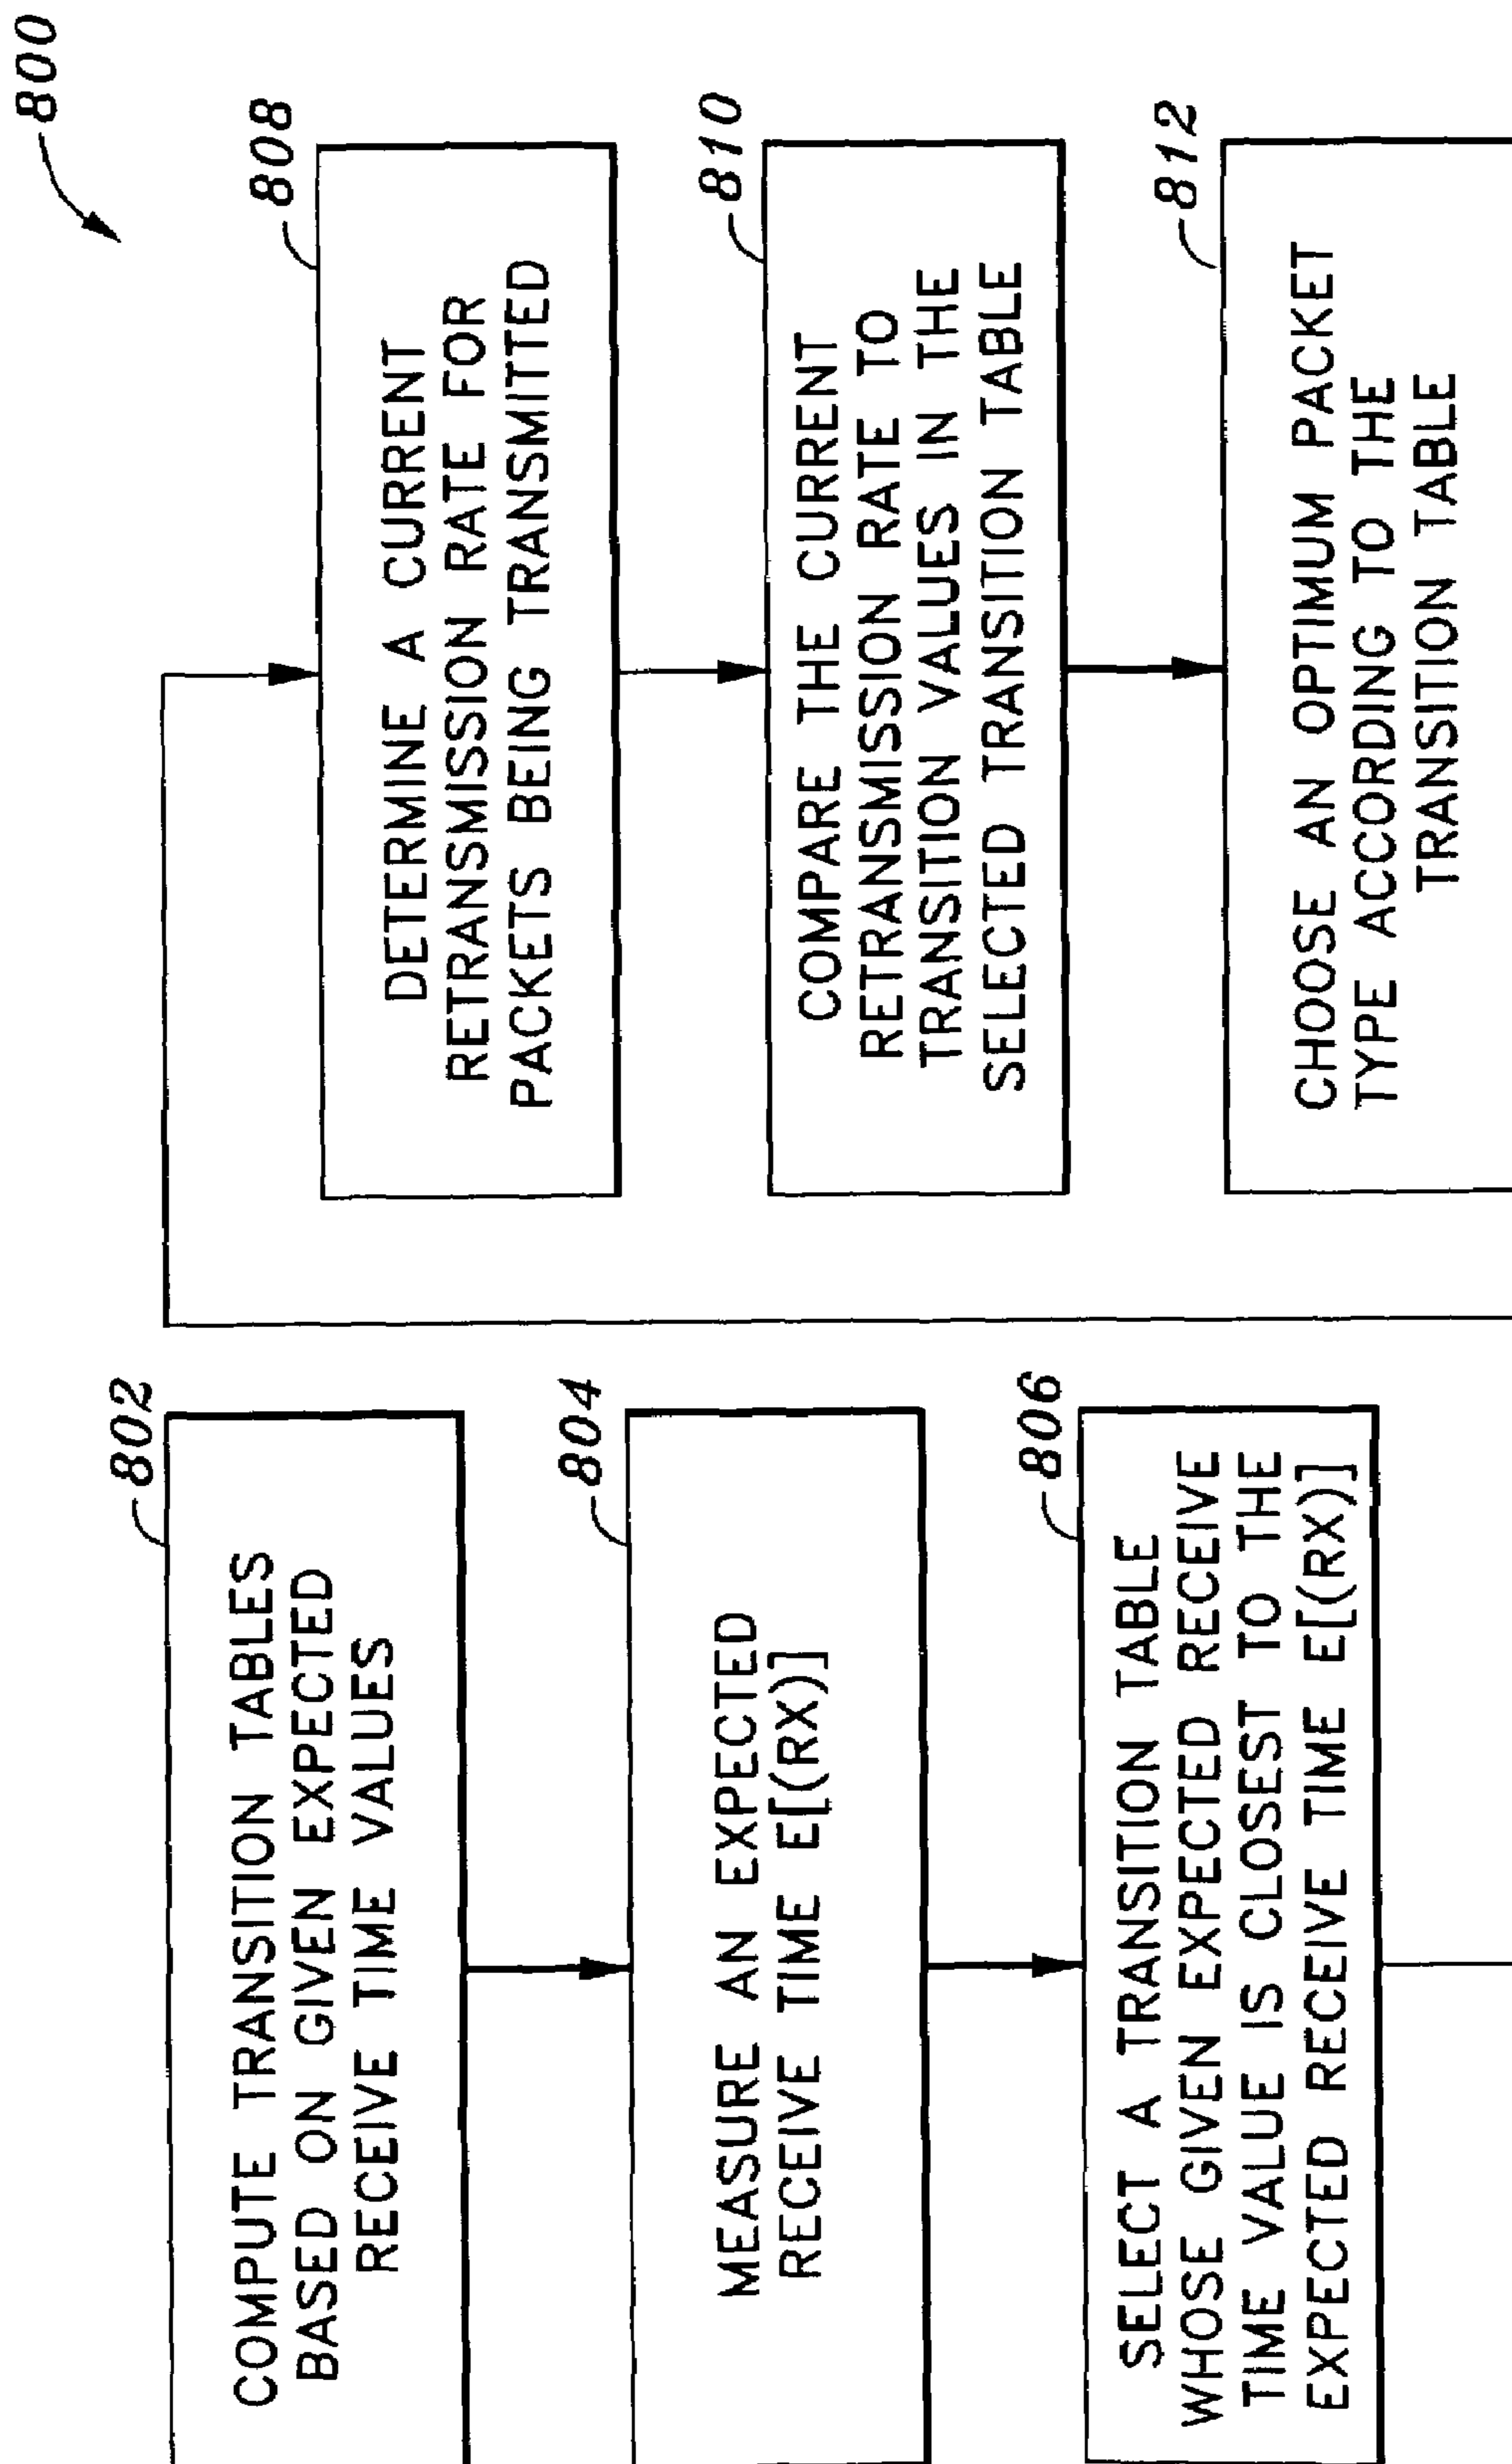 800
802
COMPUTE TRANSITION TABLES
BASED ON GIVEN EXPECTED
RECEIVE TIME VALUES
804
MEASURE AN EXPECTED
RECEIVE TIME E[(RX)]
806
SELECT A TRANSITION TABLE
WHOSE GIVEN EXPECTED RECEIVE
TIME VALUE IS CLOSEST TO THE
EXPECTED RECEIVE TIME E[(RX)]
808
DETERMINE A CURRENT
RETRANSMISSION RATE FOR
PACKETS BEING TRANSMITTED
810
COMPARE THE CURRENT
RETRANSMISSION RATE TO
TRANSITION VALUES IN THE
SELECTED TRANSITION TABLE
812
CHOOSE AN OPTIMUM PACKET
TYPE ACCORDING TO THE
TRANSITION TABLE